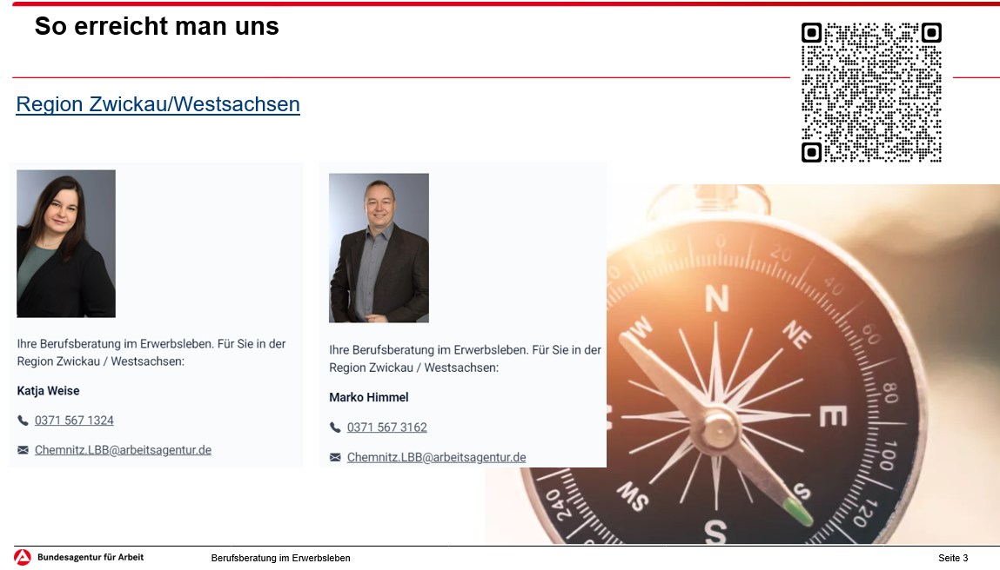 So erreicht man uns
Region Zwickau/Westsachsen
Ihre Berufsberatung im Erwerbsleben. Für Sie in der
Region Zwickau / Westsachsen:
Katja Weise
0371 567 1324
Chemnitz.LBB@arbeitsagentur.de
Ihre Berufsberatung im Erwerbsleben. Für Sie in der
Region Zwickau / Westsachsen:
Marko Himmel
0371 567 3162
Chemnitz.LBB@arbeitsagentur.de
0
20
40
60
80
100
120
240
N
NE
E
S
S
SW
W
Bundesagentur für Arbeit
Berufsberatung im Erwerbsleben
Seite 3